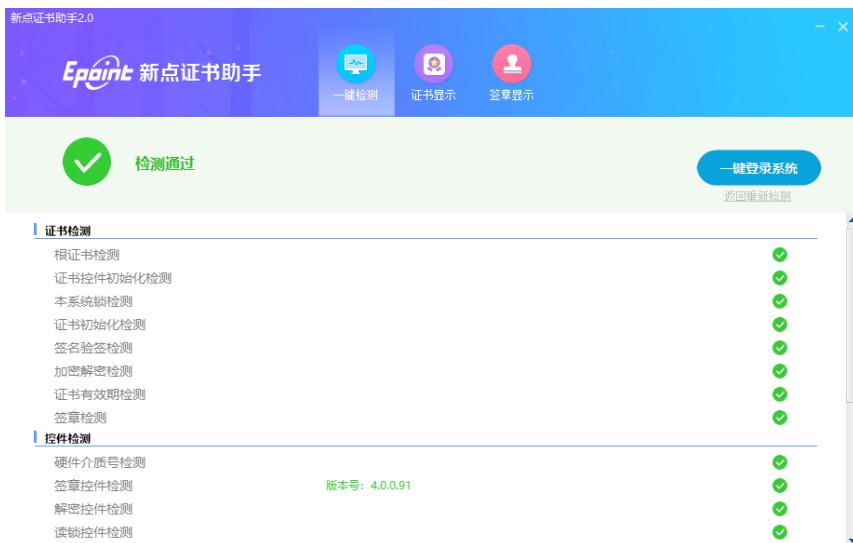 新点证书助手2.0
Epoint 新点证书助手
一键检测
证书显示
签章显示
检测通过
一键登录系统
返回重新检测
证书检测
根证书检测
证书控件初始化检测
本系统锁检测
证书初始化检测
签名验签检测
加密解密检测
证书有效期检测
签章检测
控件检测
硬件介质号检测
签章控件检测 版本号：4.0.0.91
解密控件检测
读锁控件检测